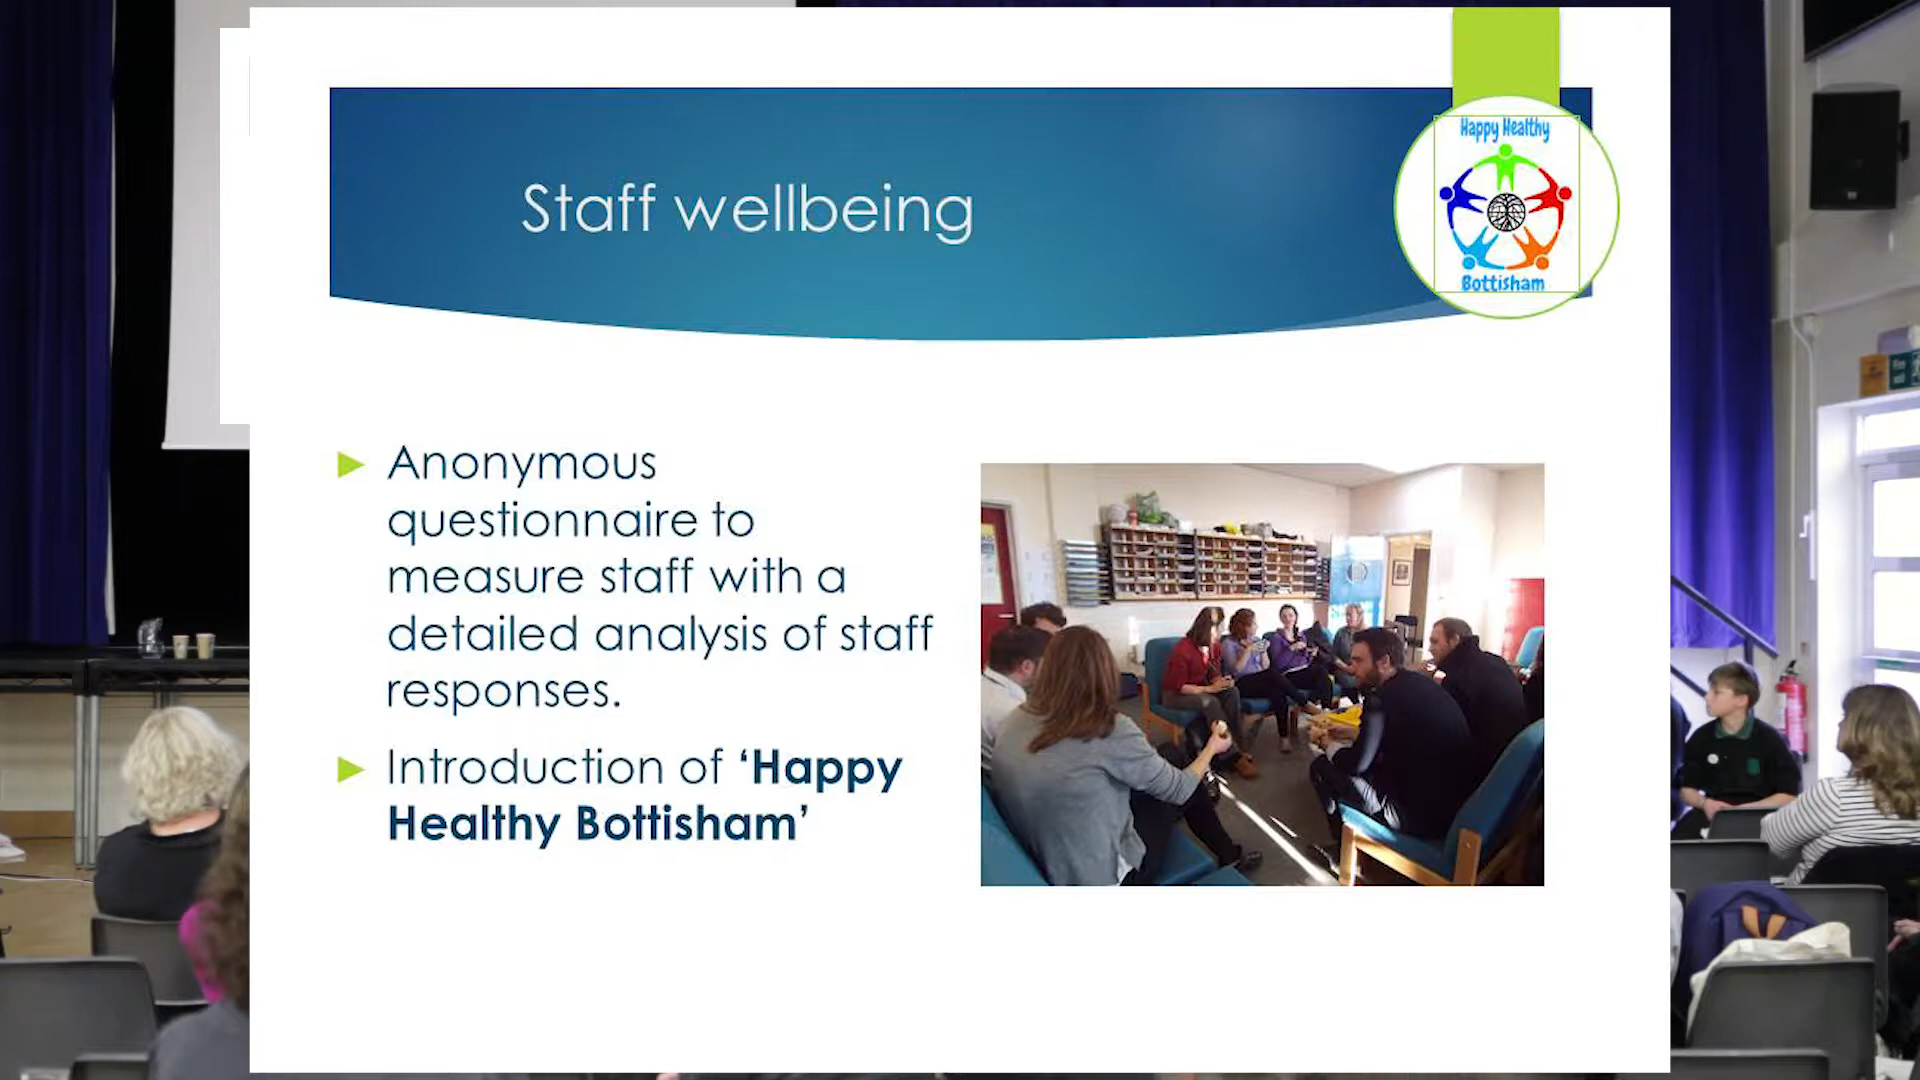 Happy Healthy
Staff wellbeing
Bottisham
Anonymous
questionnaire to
measure staff with a
detailed analysis of staff
responses.
Introduction of ‘Happy
Healthy Bottisham’